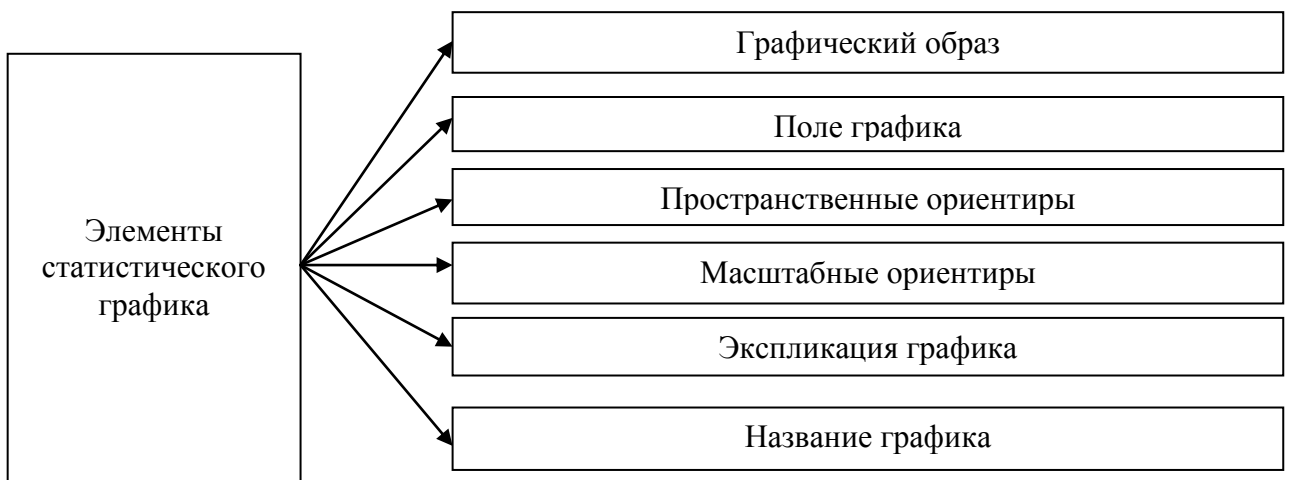 Элементы
статистического
графика
Графический образ
Поле графика
Пространственные ориентиры
Масштабные ориентиры
Экспликация графика
Название графика